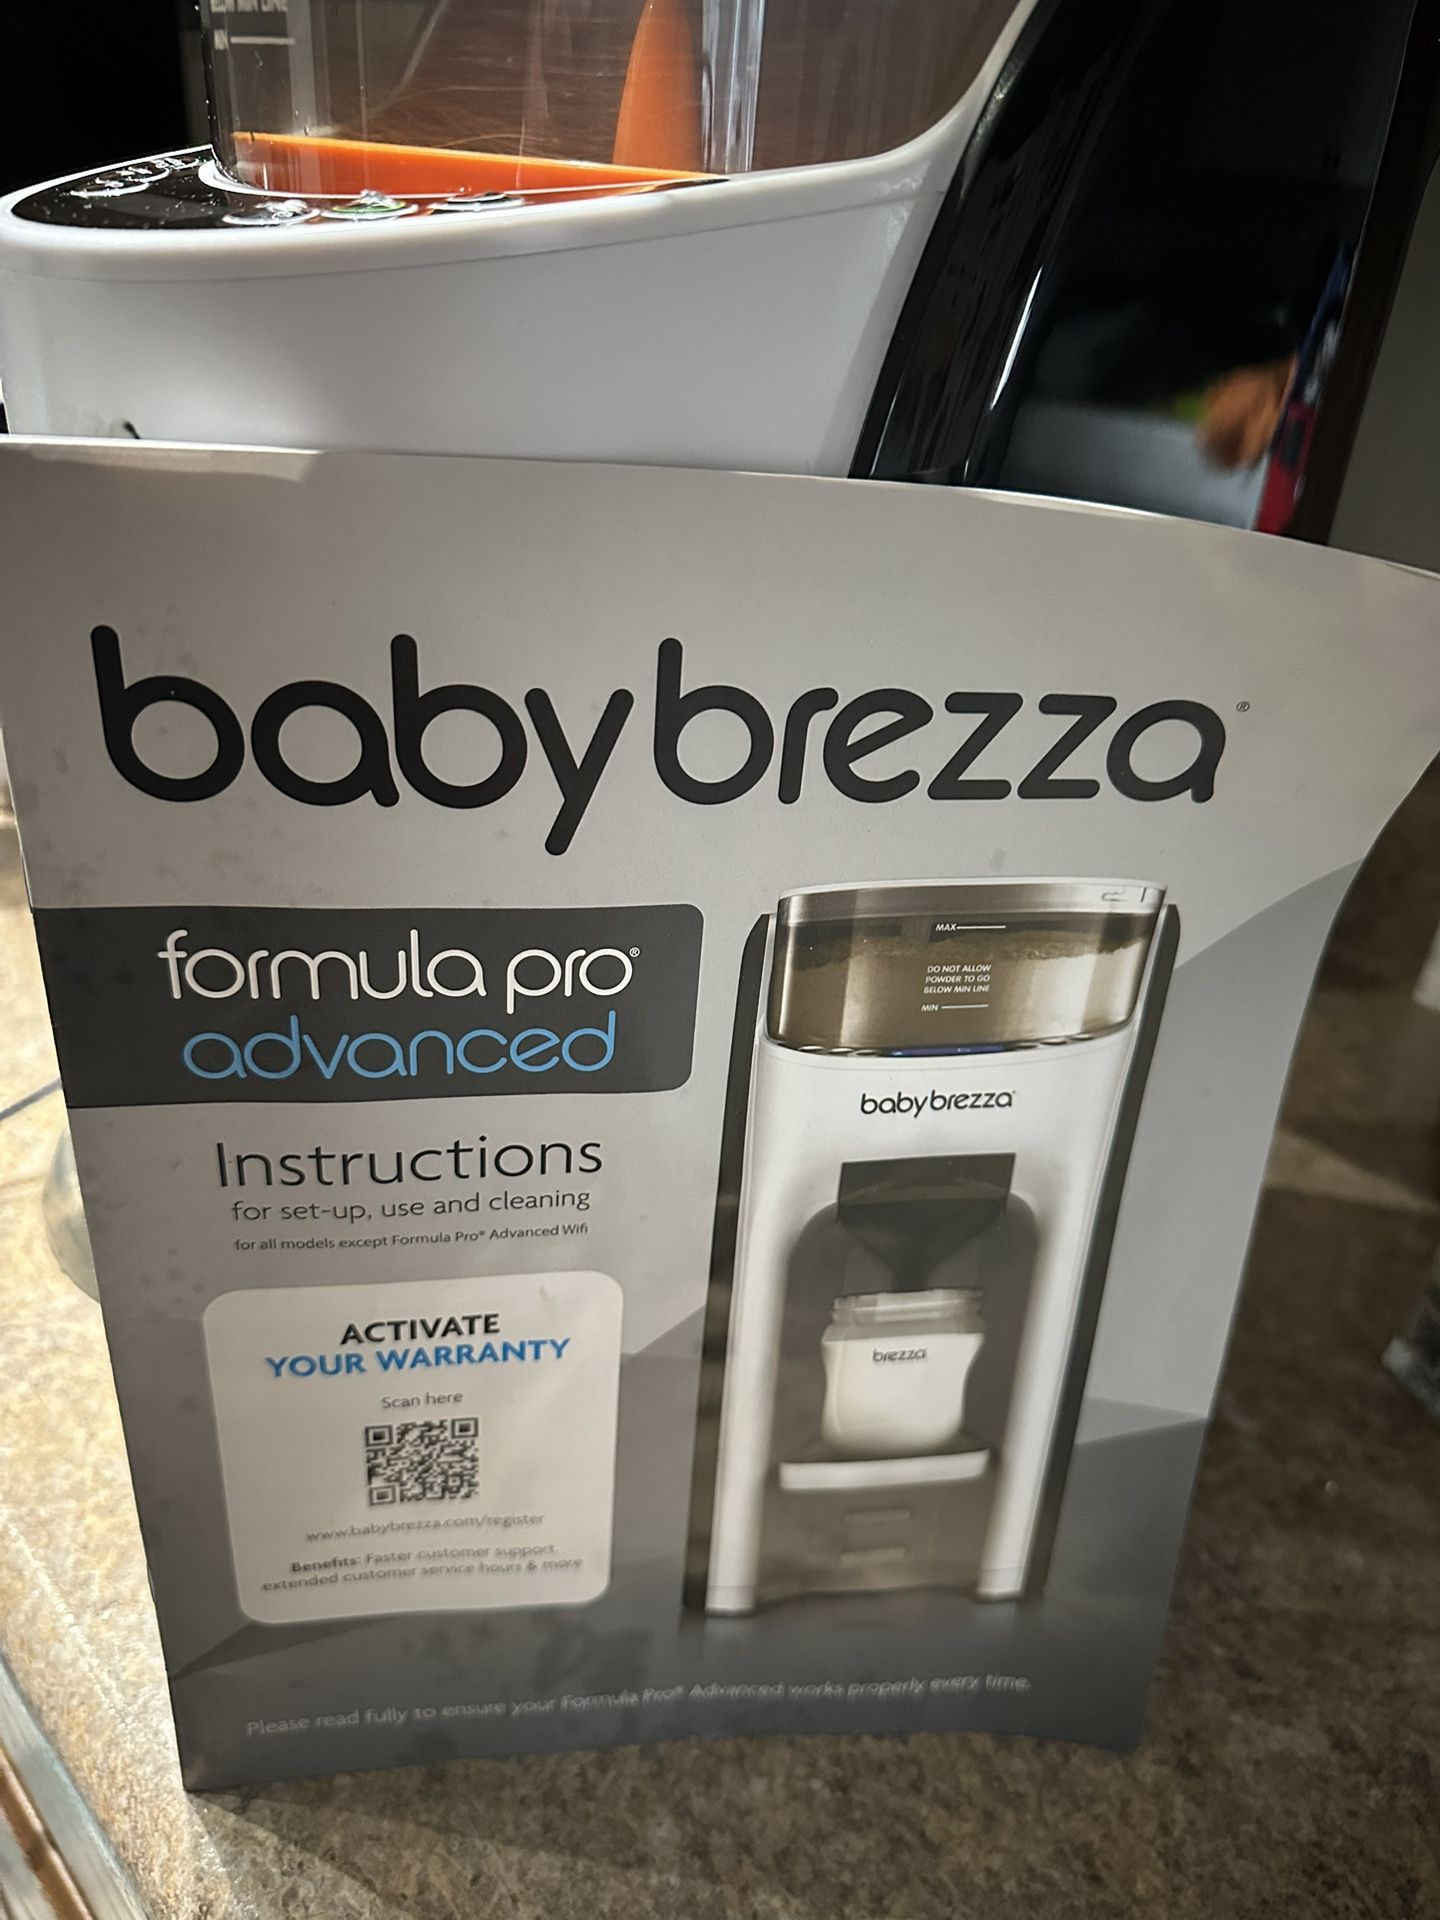 BELOW MIN LINE
babybrezza®
formula pro®
advanced
Instructions
for set-up, use and cleaning
for all models except Formula Pro® Advanced Wifi
ACTIVATE
YOUR WARRANTY
Scan here
www.babybrezza.com/register
Benefits: Faster customer support,
extended customer service hours & more
MAX
DO NOT ALLOW
POWDER TO GO
BELOW MIN LINE
MIN
babybrezza
brezza
Please read fully to ensure your Formula Pro® Advanced works properly every time.